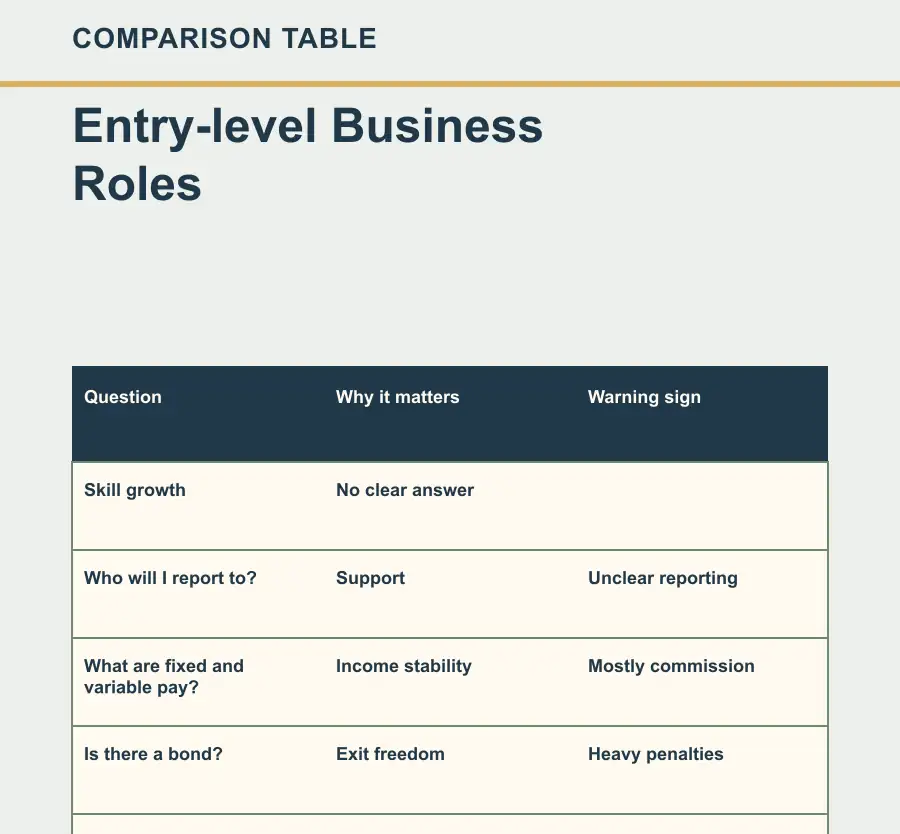 COMPARISON TABLE
Entry-level Business
Roles
Question Why it matters Warning sign
Skill growth No clear answer
Who will I report to? Support Unclear reporting
What are fixed and Income stability Mostly commission
variable pay?
Is there a bond? Exit freedom Heavy penalties